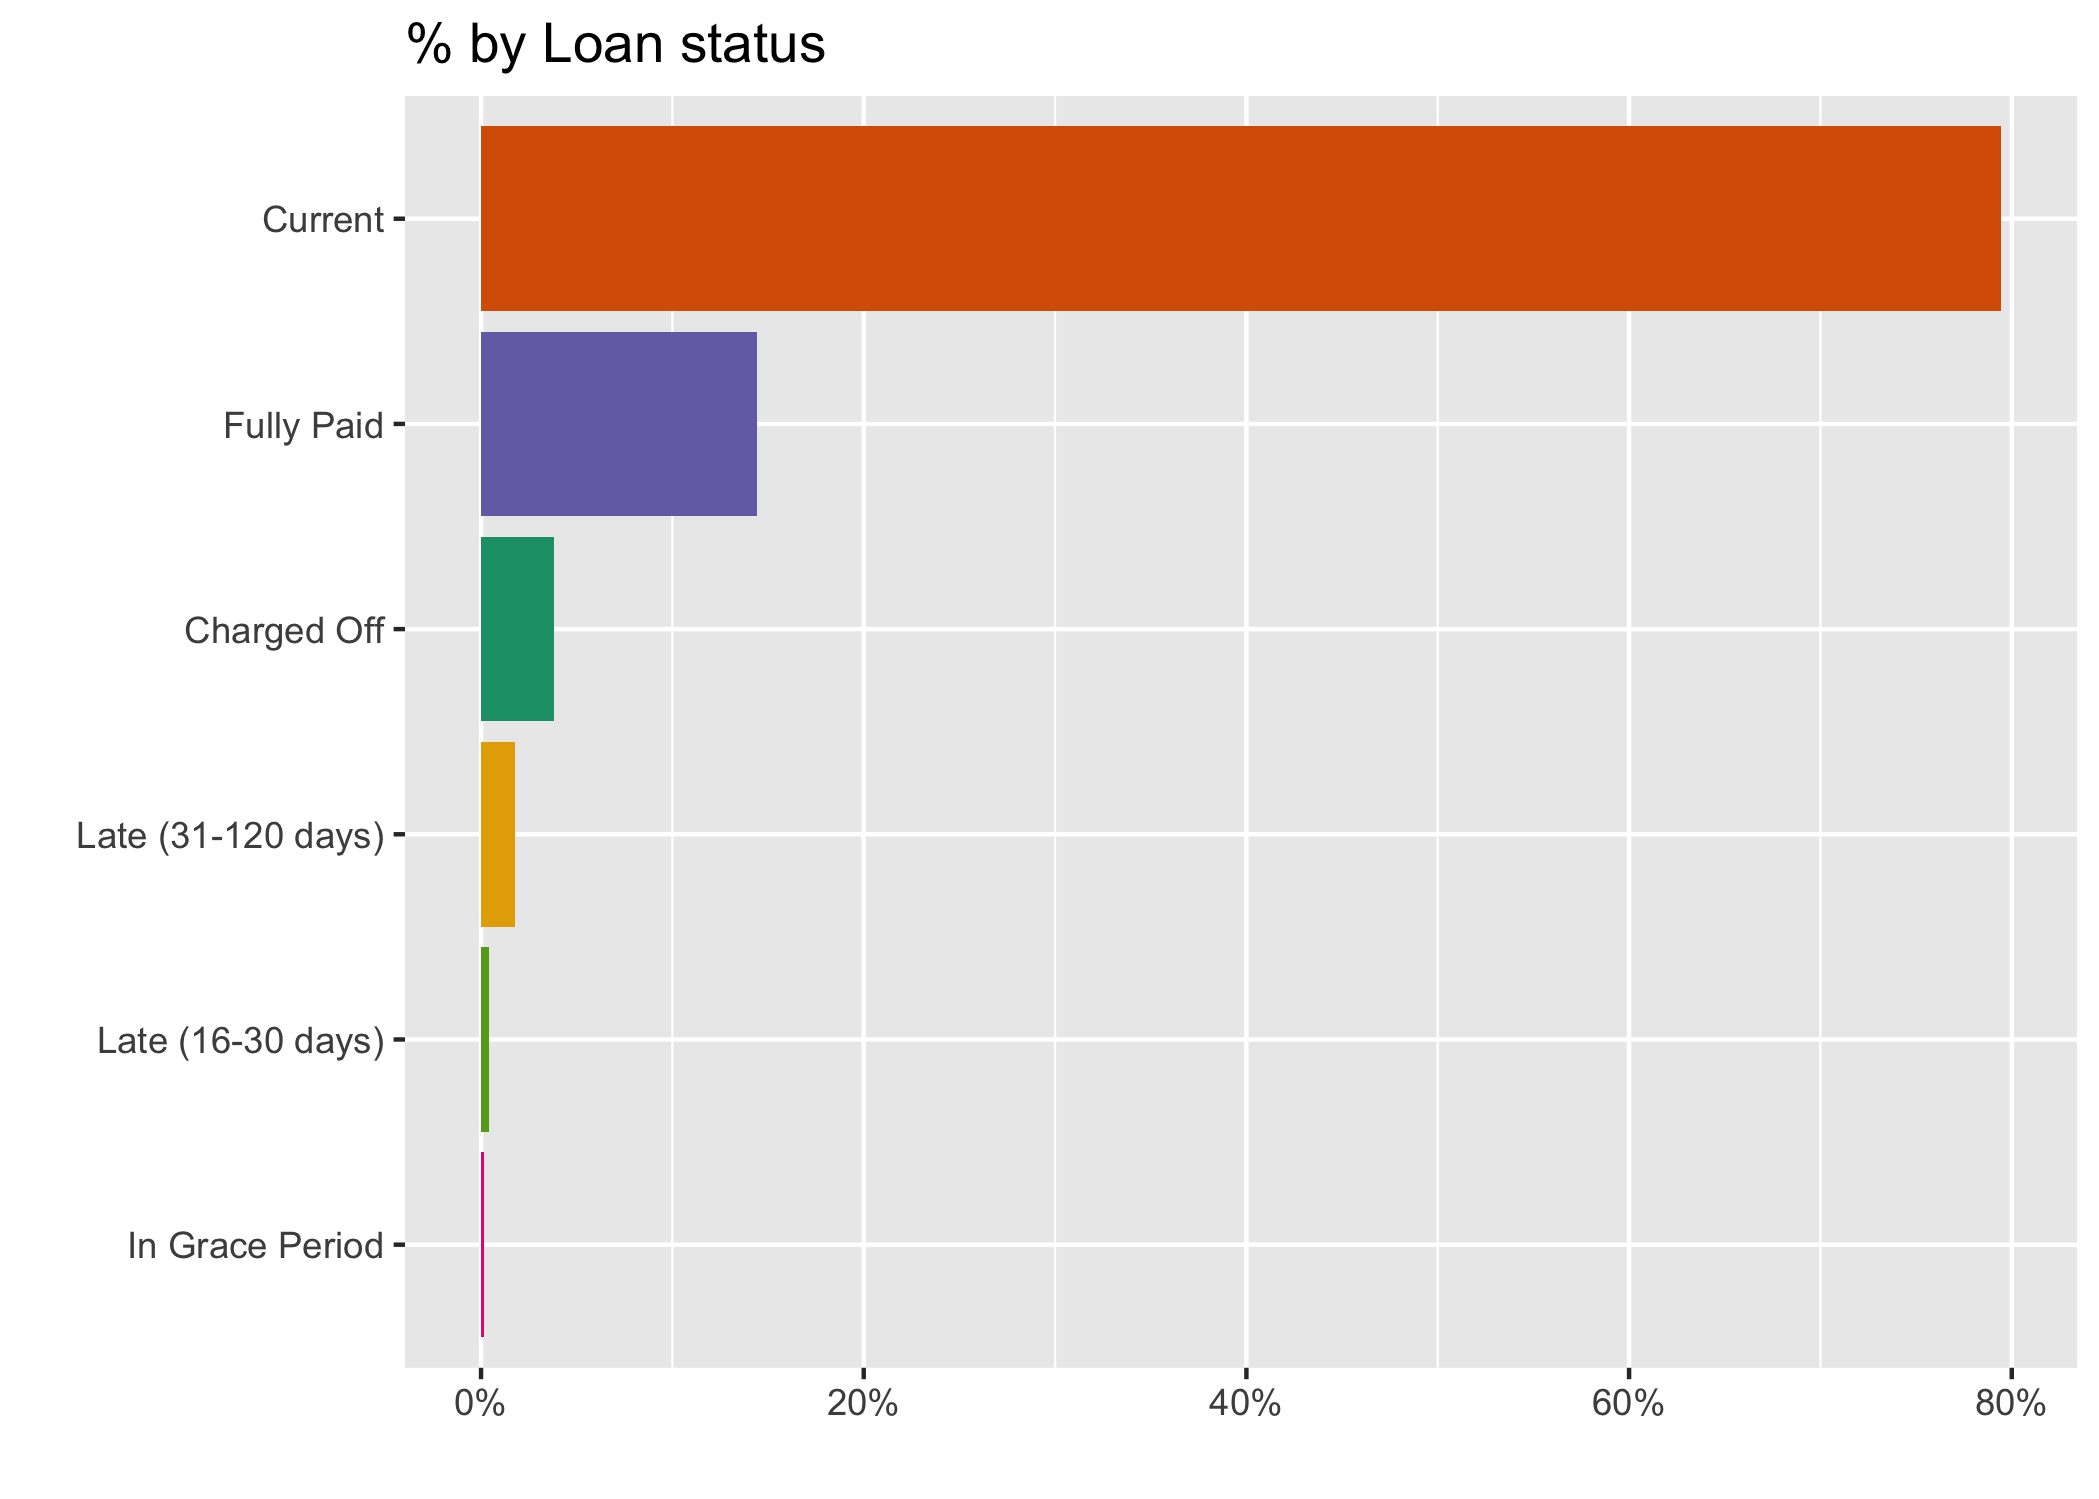 % by Loan status
Current
Fully Paid
Charged Off
Late (31-120 days)
Late (16-30 days)
In Grace Period
0% 20% 40% 60% 80%